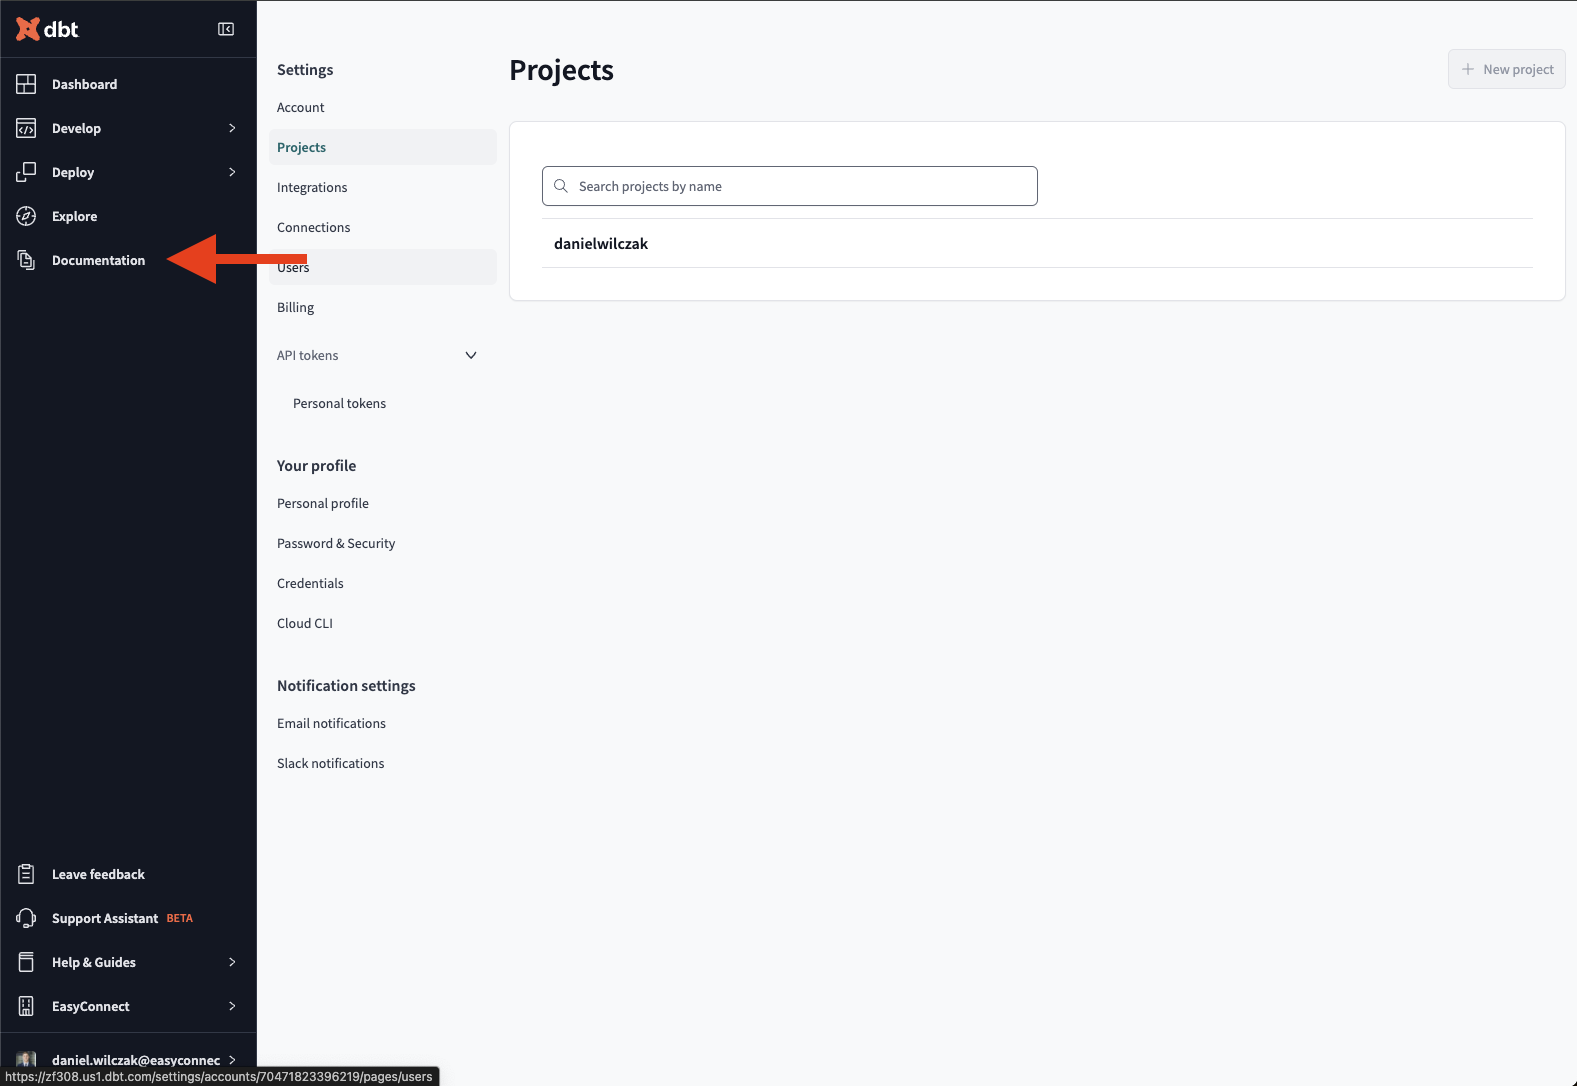 dbt
Dashboard
Develop
Deploy
Explore
Documentation
Leave feedback
Support Assistant BETA
Help & Guides
EasyConnect
daniel.wilczak@easyconnec
https://zf308.us1.dbt.com/settings/accounts/70471823396219/pages/users
Settings
Account
Projects
Integrations
Connections
Users
Billing
API tokens
Personal tokens
Your profile
Personal profile
Password & Security
Credentials
Cloud CLI
Notification settings
Email notifications
Slack notifications
Projects
New project
Search projects by name
danielwilczak